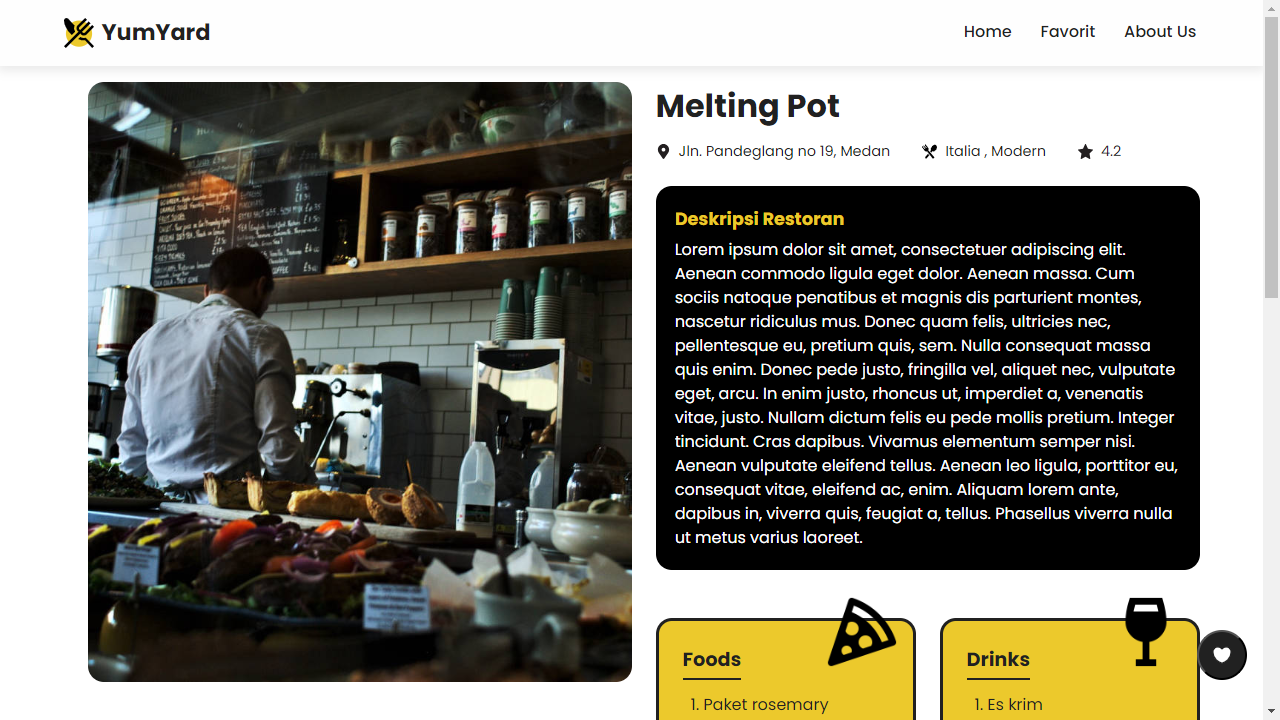 YumYard
Home
Favorit
About Us
Melting Pot
Jln. Pandeglang no 19, Medan
Italia , Modern
4.2
Deskripsi Restoran
Lorem ipsum dolor sit amet, consectetuer adipiscing elit.
Aenean commodo ligula eget dolor. Aenean massa. Cum
sociis natoque penatibus et magnis dis parturient montes,
nascetur ridiculus mus. Donec quam felis, ultricies nec,
pellentesque eu, pretium quis, sem. Nulla consequat massa
quis enim. Donec pede justo, fringilla vel, aliquet nec, vulputate
eget, arcu. In enim justo, rhoncus ut, imperdiet a, venenatis
vitae, justo. Nullam dictum felis eu pede mollis pretium. Integer
tincidunt. Cras dapibus. Vivamus elementum semper nisi.
Aenean vulputate eleifend tellus. Aenean leo ligula, porttitor eu,
consequat vitae, eleifend ac, enim. Aliquam lorem ante,
dapibus in, viverra quis, feugiat a, tellus. Phasellus viverra nulla
ut metus varius laoreet.
Foods
1. Paket rosemary
Drinks
1. Es krim